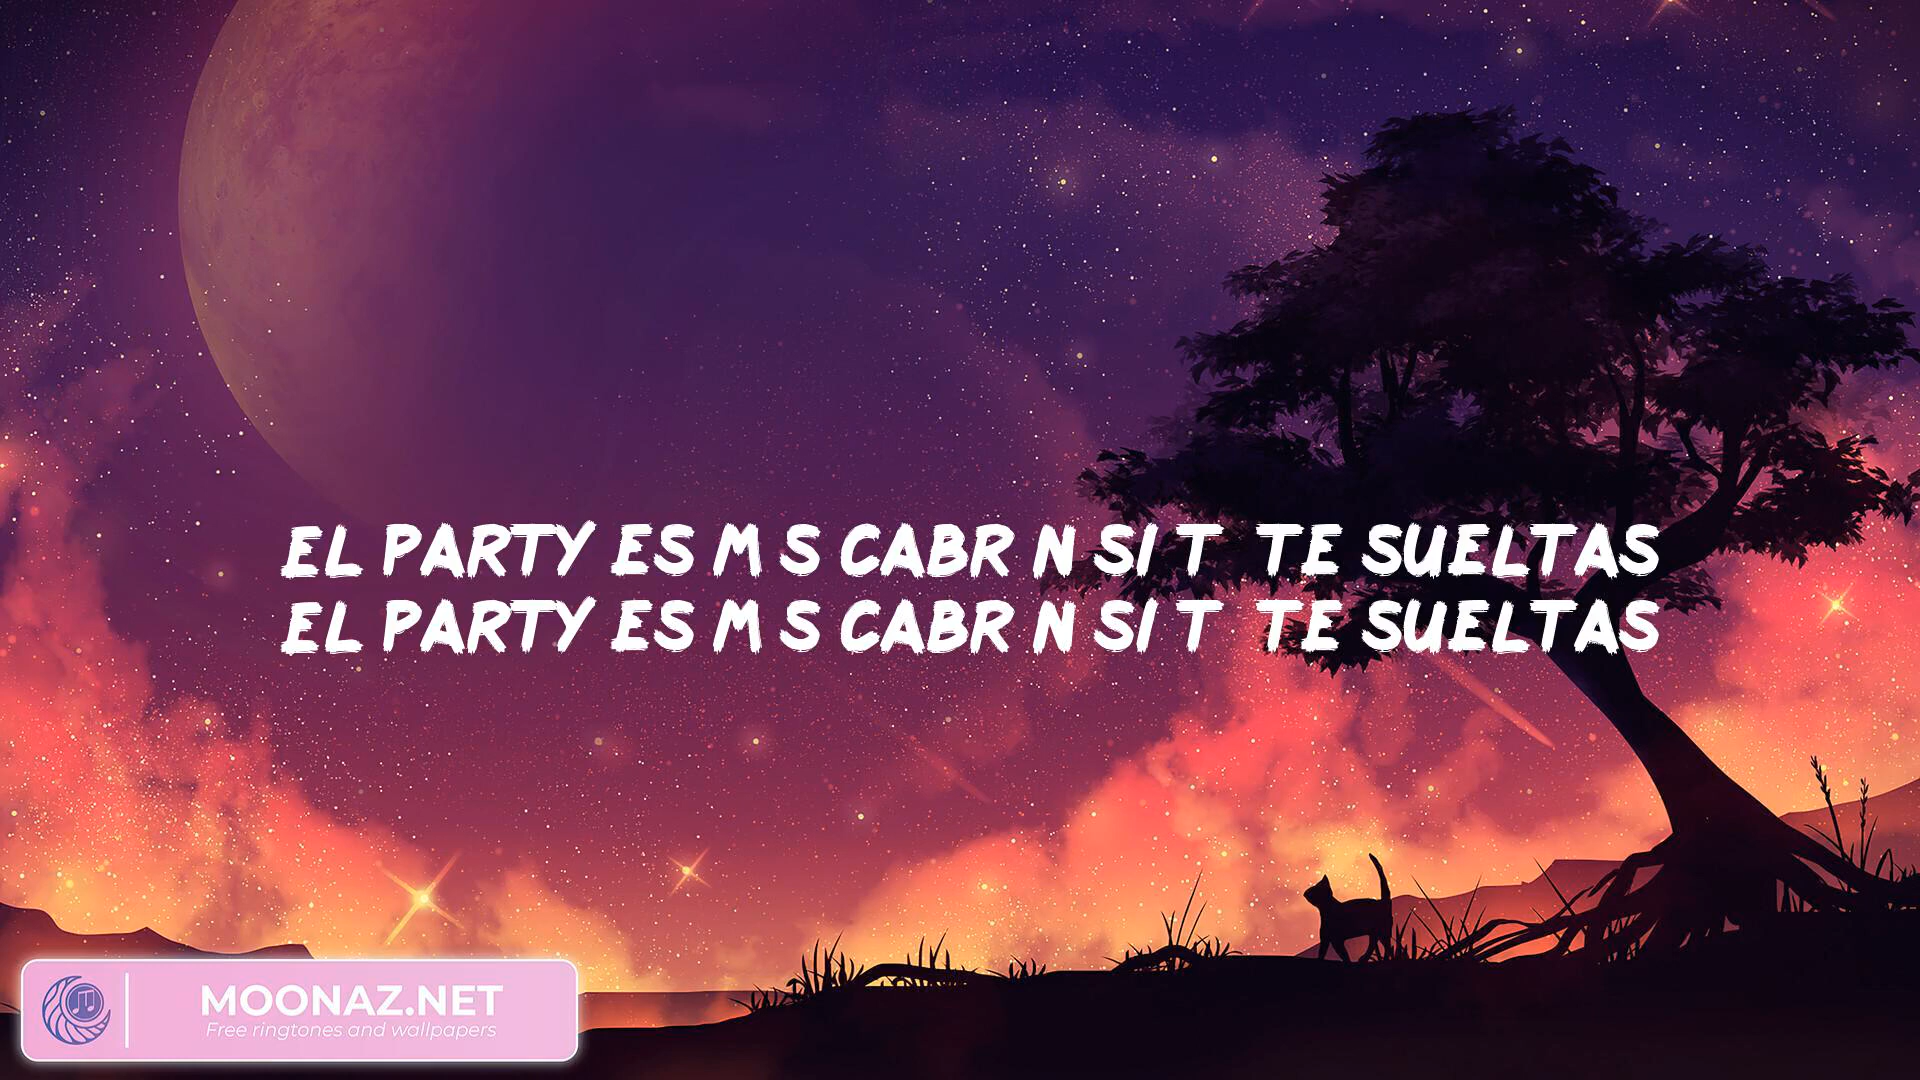 EL PARTY ES M S CABR N SI T  TE SUELTAS
EL PARTY ES M S CABR N SI T  TE SUELTAS
MOONAZ.NET
Free ringtones and wallpapers